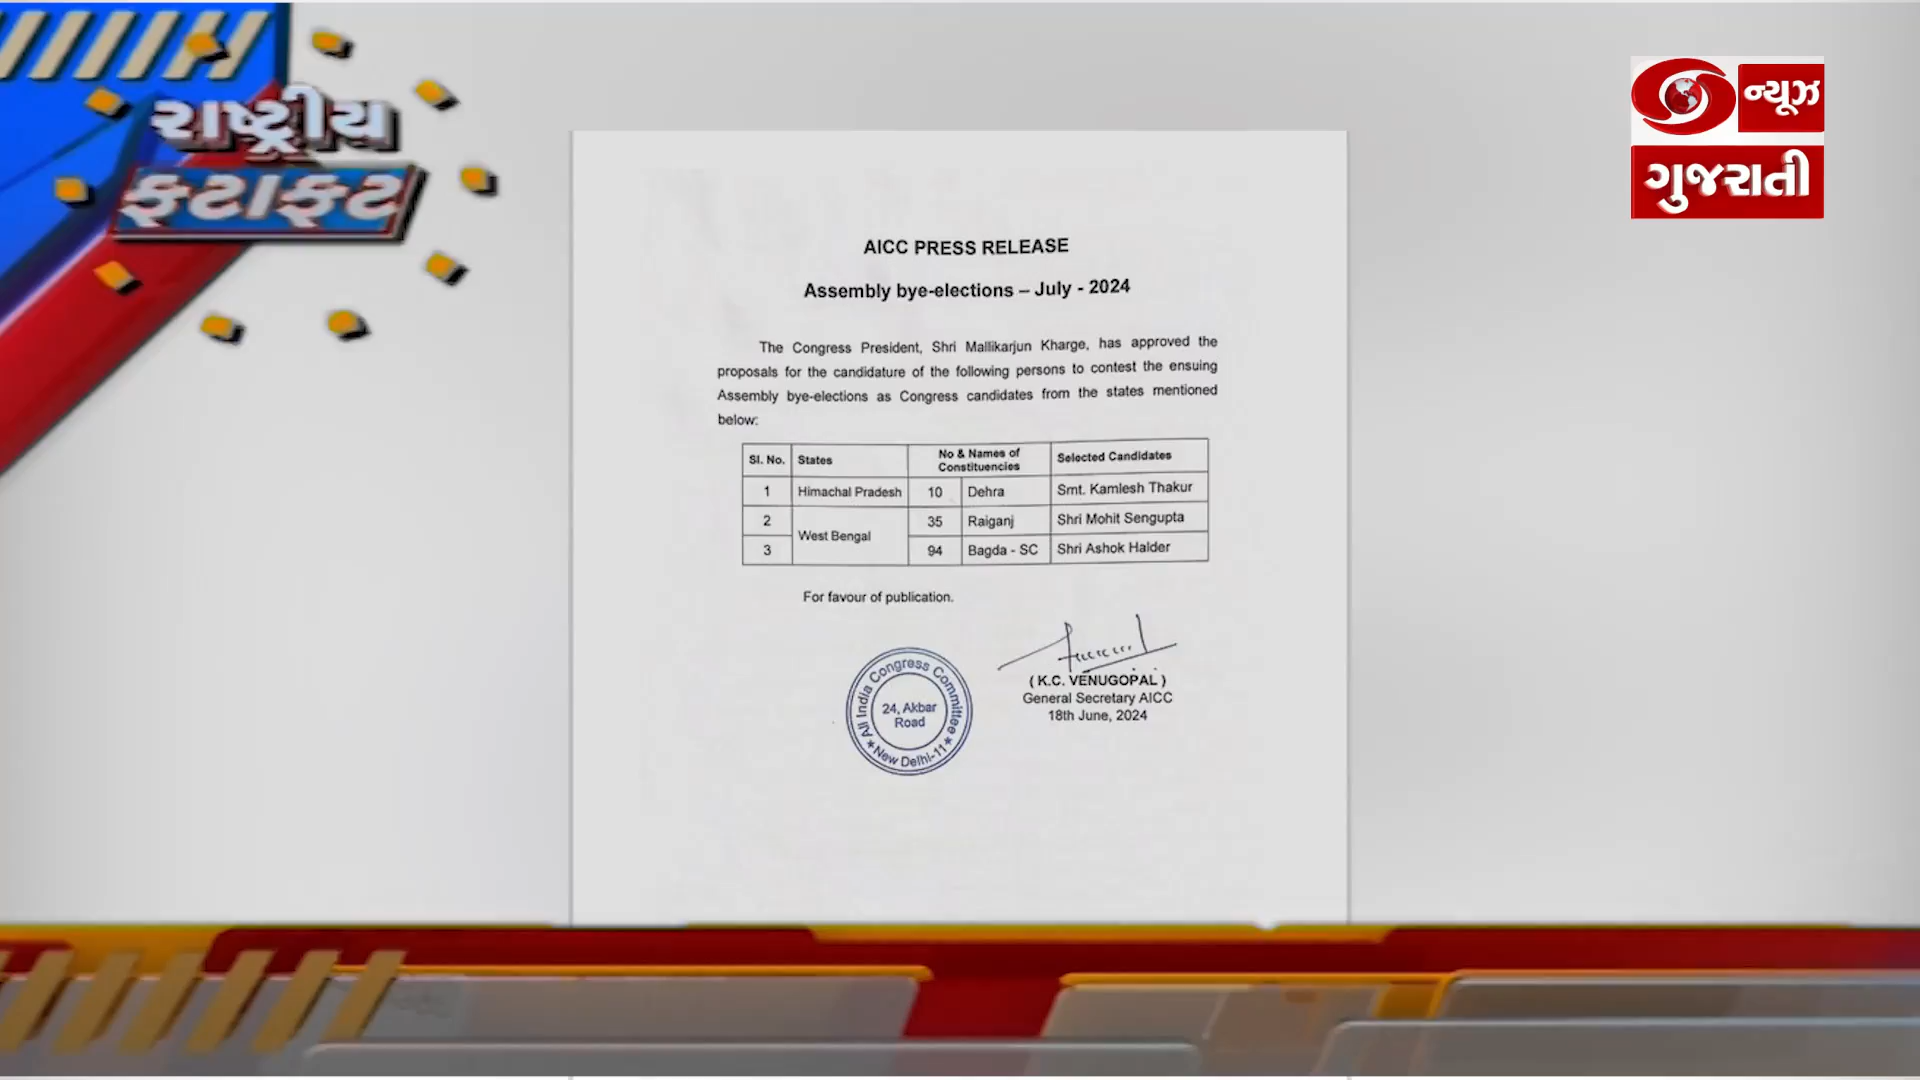 રાષ્ટ્રીય
ફટાફટ
ન્યૂઝ
ગુજરાતી
AICC PRESS RELEASE
Assembly bye-elections – July - 2024
The Congress President, Shri Mallikarjun Kharge, has approved the
proposals for the candidature of the following persons to contest the ensuing
Assembly bye-elections as Congress candidates from the states mentioned
below:
Sl. No. States No & Names of Constituencies Selected Candidates
1 Himachal Pradesh 10 Dehra Smt. Kamlesh Thakur
2 West Bengal 35 Raiganj Shri Mohit Sengupta
3 94 Bagda - SC Shri Ashok Halder
For favour of publication.
All India Congress Committee
24, Akbar
Road
★ New Delhi-11 ★
( K.C. VENUGOPAL )
General Secretary AICC
18th June, 2024